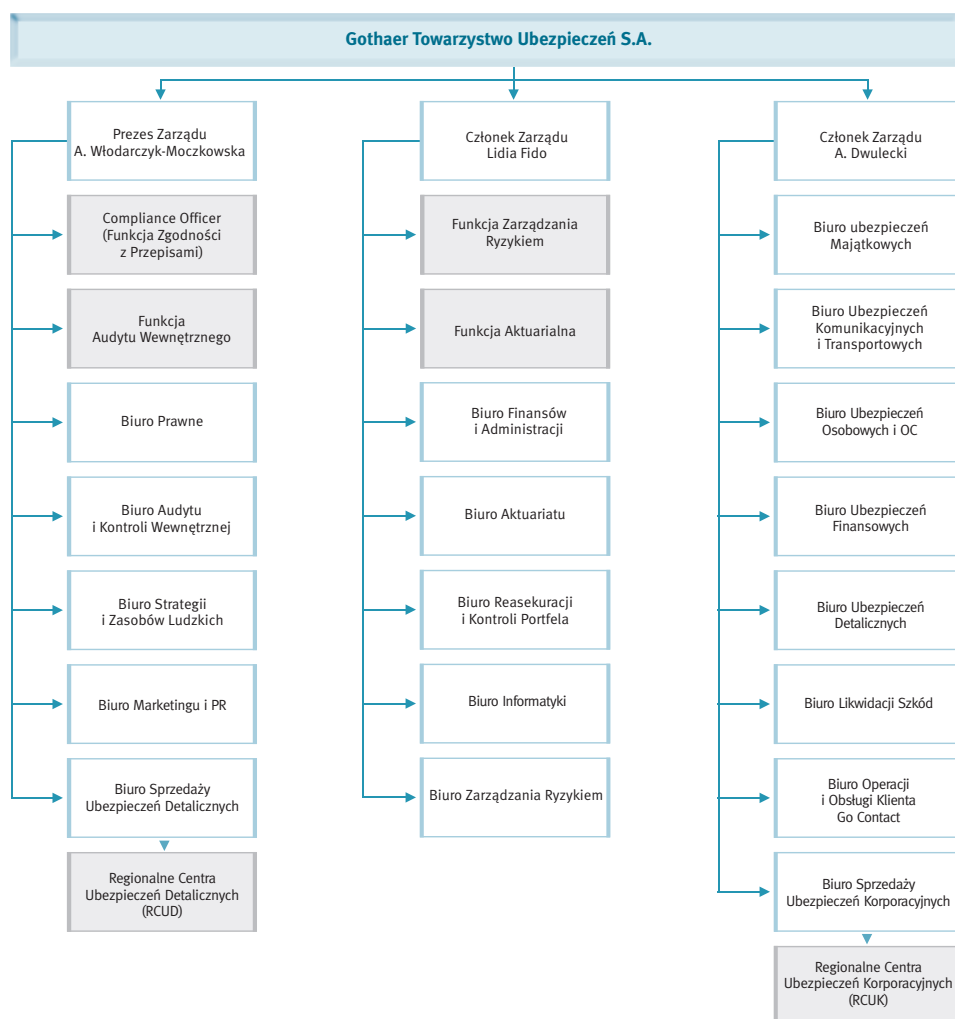 Gothaer Towarzystwo Ubezpieczeń S.A.
Prezes Zarządu
A. Włodarczyk-Moczkowska
Compliance Officer
(Funkcja Zgodności
z Przepisami)
Funkcja
Audytu Wewnętrznego
Biuro Prawne
Biuro Audytu
i Kontroli Wewnętrznej
Biuro Strategii
i Zasobów Ludzkich
Biuro Marketingu i PR
Biuro Sprzedaży
Ubezpieczeń Detalicznych
Regionalne Centra
Ubezpieczeń Detalicznych
(RCUD)
Członek Zarządu
Lidia Fido
Funkcja Zarządzania
Ryzykiem
Funkcja Aktuarialna
Biuro Finansów
i Administracji
Biuro Aktuariatu
Biuro Reasekuracji
i Kontroli Portfela
Biuro Informatyki
Biuro Zarządzania Ryzykiem
Członek Zarządu
A. Dwulecki
Biuro ubezpieczeń
Majątkowych
Biuro Ubezpieczeń
Komunikacyjnych
i Transportowych
Biuro Ubezpieczeń
Osobowych i OC
Biuro Ubezpieczeń
Finansowych
Biuro Ubezpieczeń
Detalicznych
Biuro Likwidacji Szkód
Biuro Operacji
i Obsługi Klienta
Go Contact
Biuro Sprzedaży
Ubezpieczeń Korporacyjnych
Regionalne Centra
Ubezpieczeń Korporacyjnych
(RCUK)